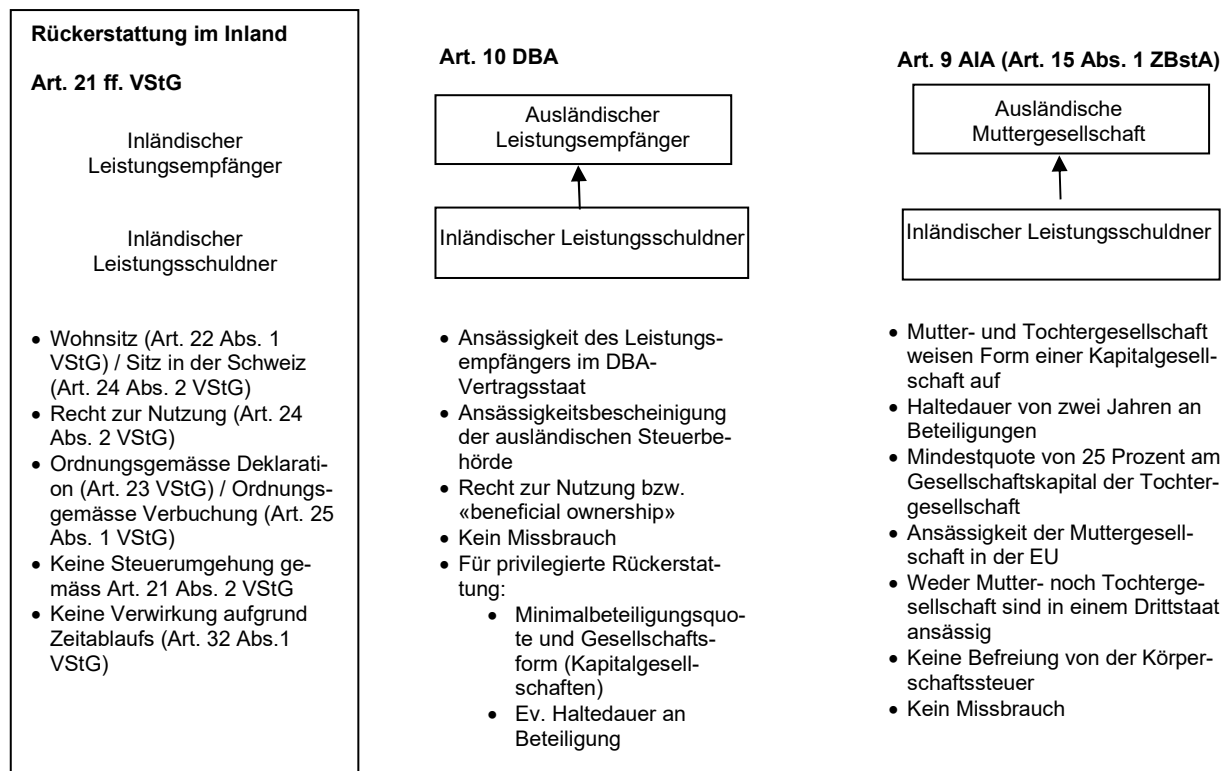 Rückerstattung im Inland
Art. 21 ff. VStG
Inländischer
Leistungsempfänger
Inländischer
Leistungsschuldner
• Wohnsitz (Art. 22 Abs. 1
VStG) / Sitz in der Schweiz
(Art. 24 Abs. 2 VStG)
• Recht zur Nutzung (Art. 24
Abs. 2 VStG)
• Ordnungsgemässe Deklarati-
on (Art. 23 VStG) / Ordnungs-
gemässe Verbuchung (Art. 25
Abs. 1 VStG)
• Keine Steuerumgehung ge-
mäss Art. 21 Abs. 2 VStG
• Keine Verwirkung aufgrund
Zeitablaufs (Art. 32 Abs.1
VStG)
Art. 10 DBA
Ausländischer
Leistungsempfänger
Inländischer Leistungsschuldner
• Ansässigkeit des Leistungs-
empfängers im DBA-
Vertragsstaat
• Ansässigkeitsbescheinigung
der ausländischen Steuerbe-
hörde
• Recht zur Nutzung bzw.
«beneficial ownership»
• Kein Missbrauch
• Für privilegierte Rückerstat-
tung:
• Minimalbeteiligungsquo-
te und Gesellschafts-
form (Kapitalgesell-
schaften)
• Ev. Haltedauer an
Beteiligung
Art. 9 AIA (Art. 15 Abs. 1 ZBstA)
Ausländische
Muttergesellschaft
Inländischer Leistungsschuldner
• Mutter- und Tochtergesellschaft
weisen Form einer Kapitalgesell-
schaft auf
• Haltedauer von zwei Jahren an
Beteiligungen
• Mindestquote von 25 Prozent am
Gesellschaftskapital der Tochter-
gesellschaft
• Ansässigkeit der Muttergesell-
schaft in der EU
• Weder Mutter- noch Tochterge-
sellschaft sind in einem Drittstaat
ansässig
• Keine Befreiung von der Körper-
schaftssteuer
• Kein Missbrauch